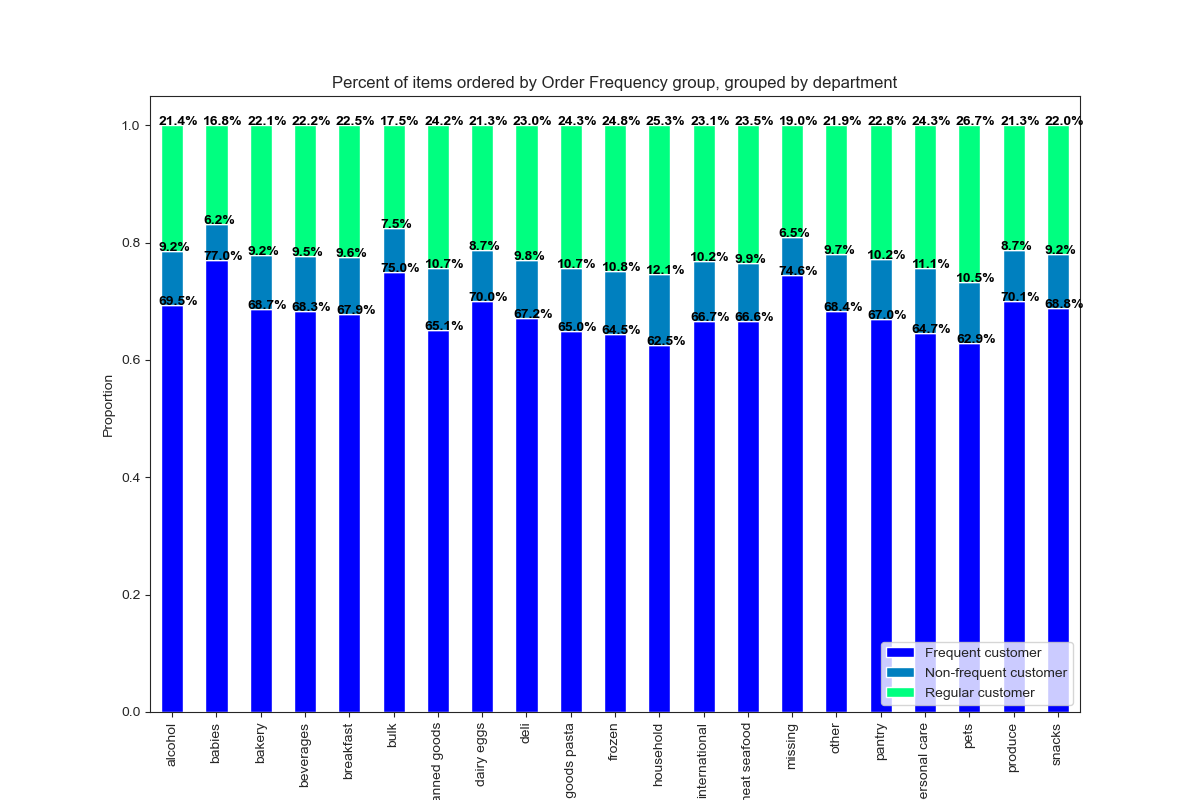 Percent of items ordered by Order Frequency group, grouped by department
21.4% 16.8% 22.1% 22.2% 22.5% 17.5% 24.2% 21.3% 23.0% 24.3% 24.8% 25.3% 23.1% 23.5% 19.0% 21.9% 22.8% 24.3% 26.7% 21.3% 22.0%
9.2% 6.2% 9.2% 9.5% 9.6% 7.5% 10.7% 8.7% 9.8% 10.7% 10.8% 12.1% 10.2% 9.9% 6.5% 9.7% 10.2% 11.1% 10.5% 8.7% 9.2%
69.5% 77.0% 68.7% 68.3% 67.9% 75.0% 65.1% 70.0% 67.2% 65.0% 64.5% 62.5% 66.7% 66.6% 74.6% 68.4% 67.0% 64.7% 62.9% 70.1% 68.8%
1.0
0.8
0.6
0.4
0.2
0.0
Proportion
Frequent customer
Non-frequent customer
Regular customer
alcohol
babies
bakery
beverages
breakfast
bulk
anned goods
dairy eggs
deli
goods pasta
frozen
household
international
neat seafood
missing
other
pantry
ersonal care
pets
produce
snacks